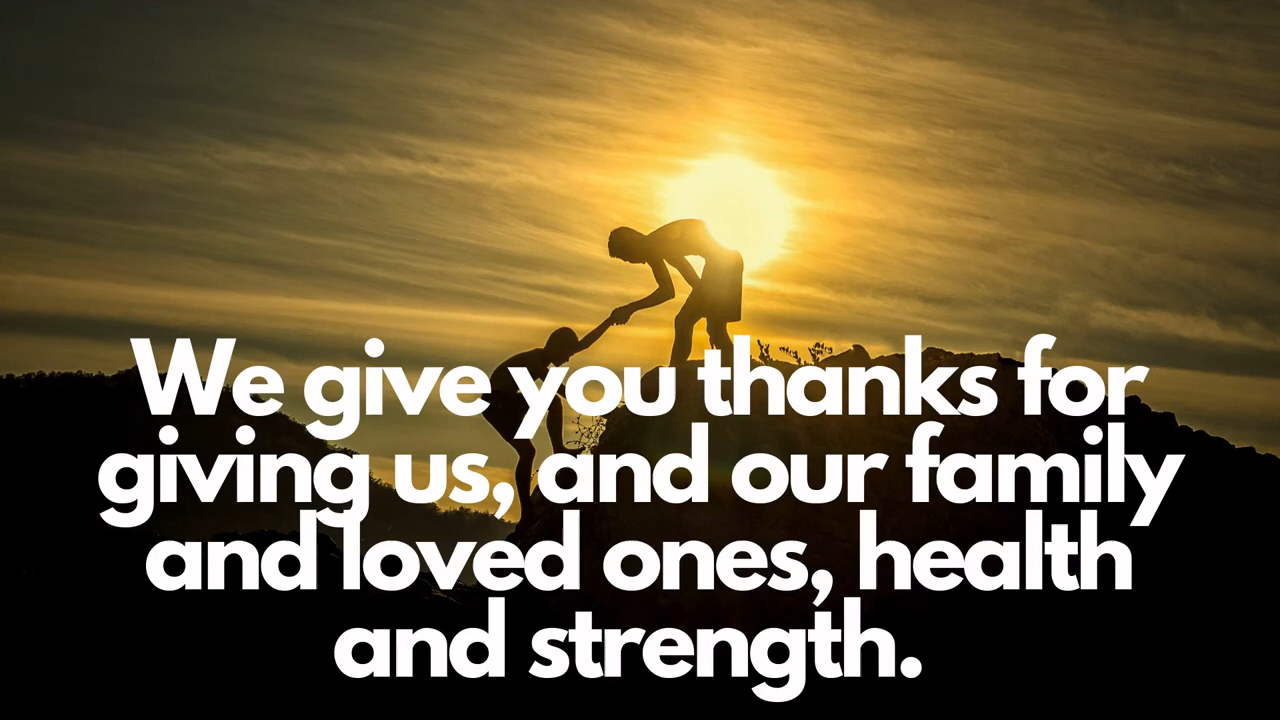 We give you thanks for
giving us, and our family
and loved ones, health
and strength.